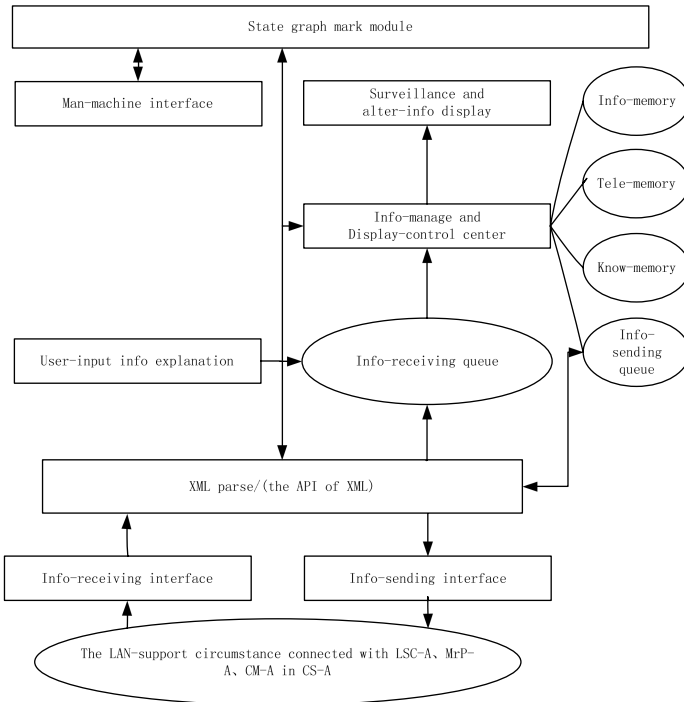 State graph mark module
Man-machine interface
Surveillance and
alter-info display
Info-memory
Tele-memory
Info-manage and
Display-control center
Know-memory
Info-
sending
queue
User-input info explanation
Info-receiving queue
XML parse/(the API of XML)
Info-receiving interface
Info-sending interface
The LAN-support circumstance connected with LSC-A、MrP-
A、CM-A in CS-A